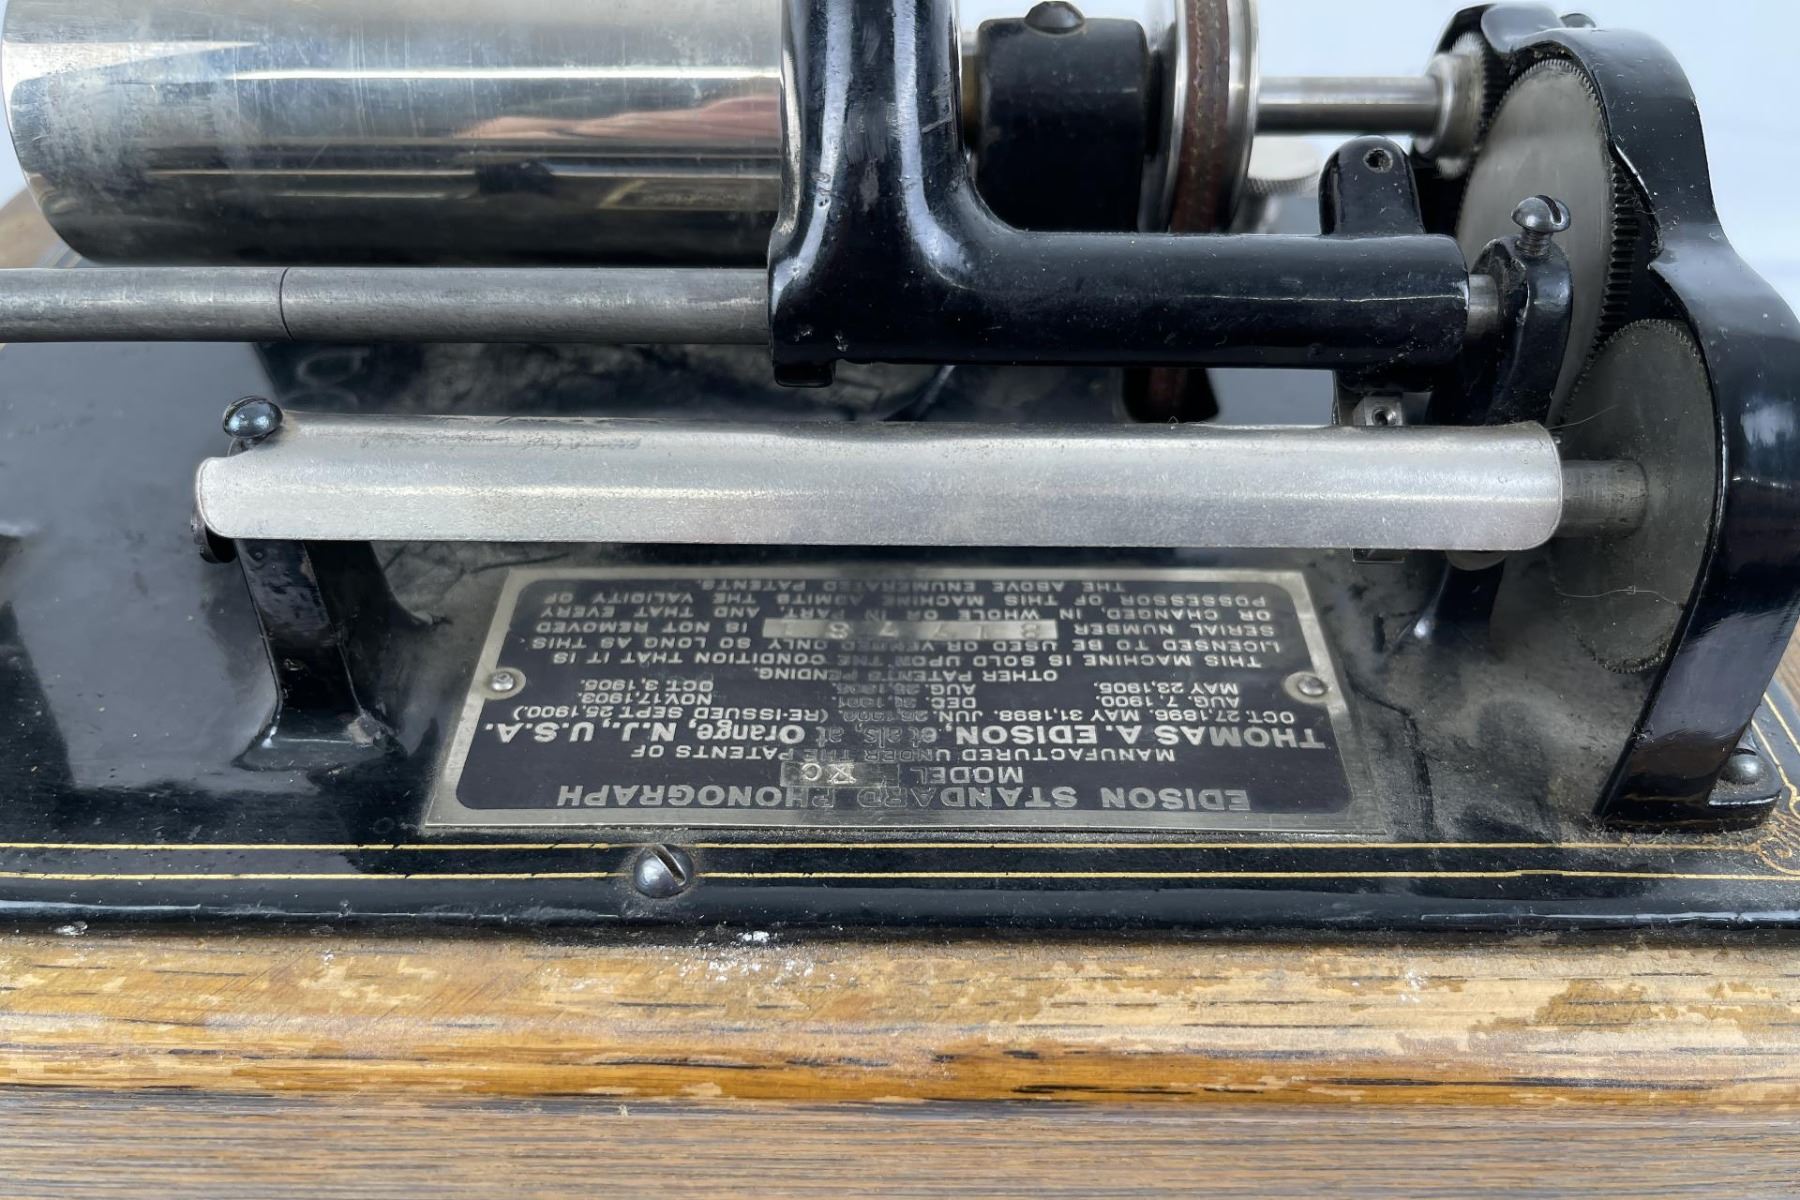 EDISON STANDARD PHONOGRAPH
MODEL XC
MANUFACTURED UNDER THE PATENTS OF
THOMAS A. EDISON, et als, at Orange, N.J., U.S.A.
OCT. 27,1896. MAY 31,1898. JUN. 26,1900. (RE-ISSUED SEPT. 25,1900.)
AUG. 7,1900. DEC. 31,1901. NOV.17,1903.
MAY 23,1905. AUG. OCT. 3,1905.
OTHER PATENTS PENDING.
THIS MACHINE IS SOLD UPON THE CONDITION THAT IT IS
LICENSED TO BE USED OR VENDED ONLY SO LONG AS THIS
SERIAL NUMBER IS NOT REMOVED
OR CHANGED IN WHOLE OR IN PART, AND THAT EVERY
POSSESSOR, OF THIS MACHINE ADMITS THE VALIDITY OF
THE ABOVE ENUMERATED PATENTS.